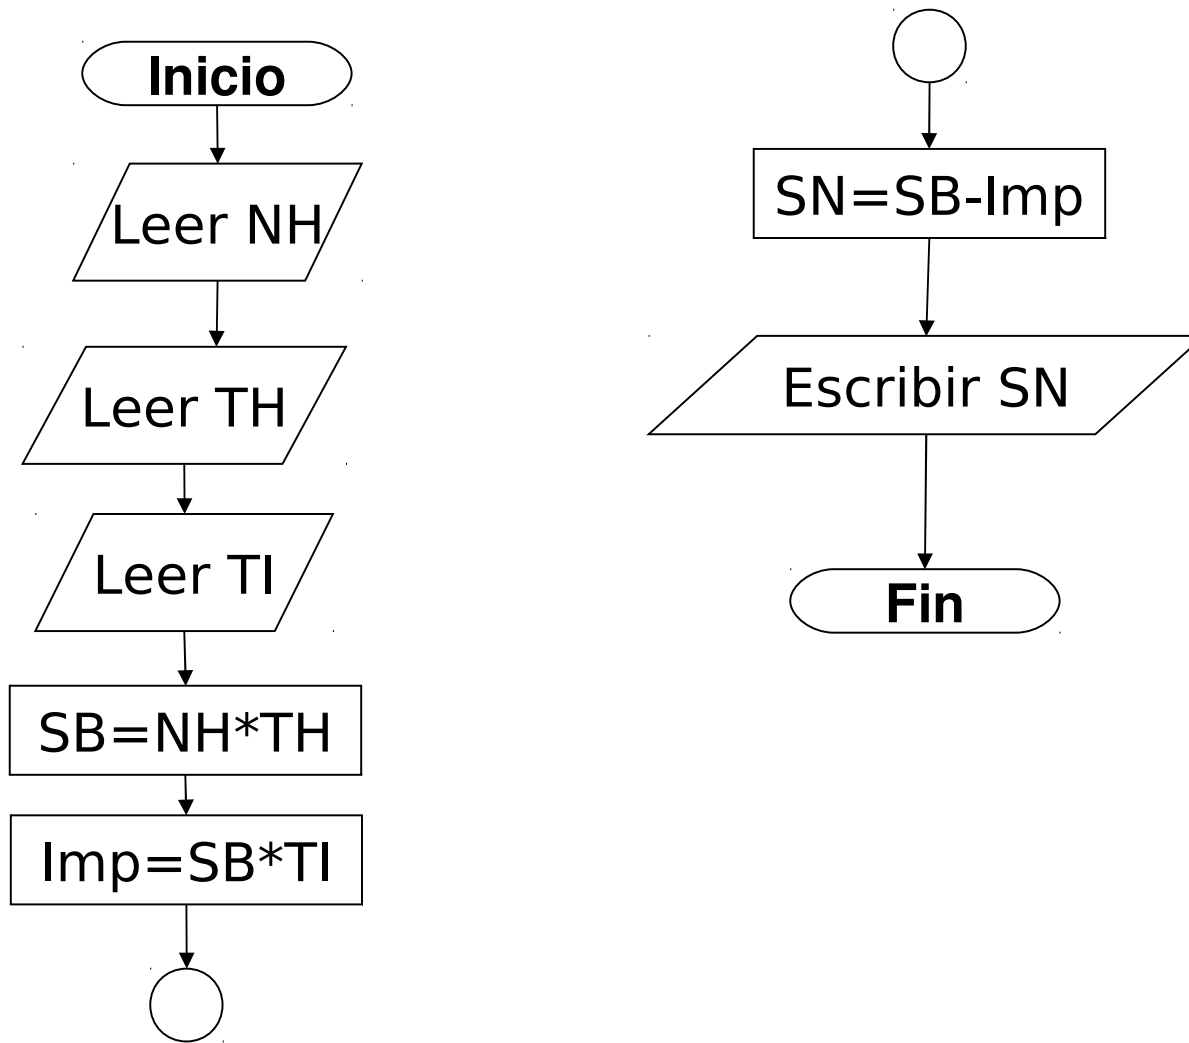 Inicio
Leer NH
Leer TH
Leer TI
SB=NH*TH
Imp=SB*TI
SN=SB-Imp
Escribir SN
Fin